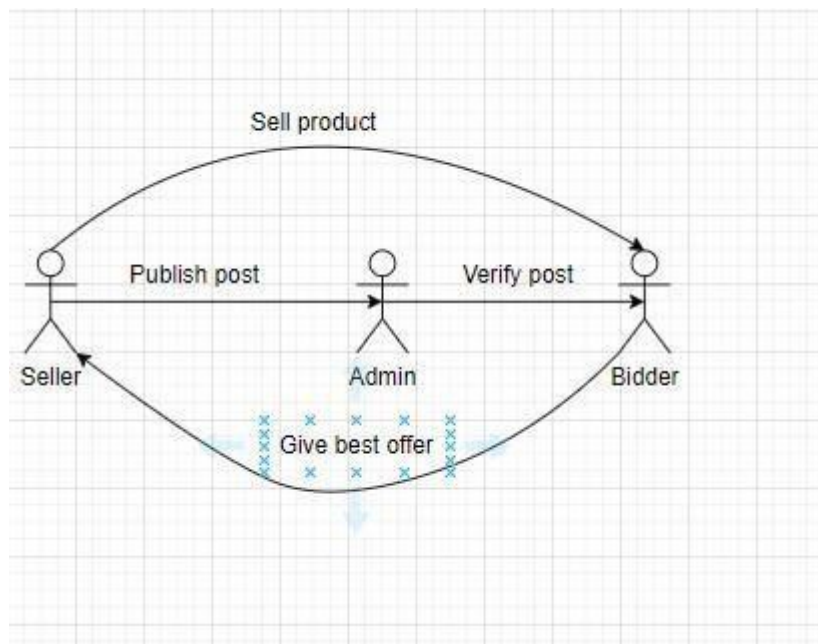 Sell product
Publish post
Verify post
Seller
Admin
Bidder
Give best offer